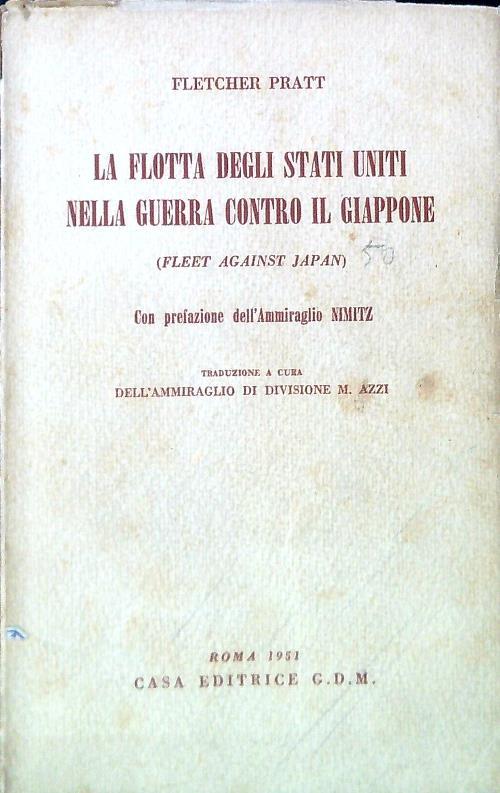 FLETCHER PRATT
LA FLOTTA DEGLI STATI UNITI
NELLA GUERRA CONTRO IL GIAPPONE
(FLEET AGAINST JAPAN)
50
Con prefazione dell'Ammiraglio NIMITZ
TRADUZIONE A CURA
DELL'AMMIRAGLIO DI DIVISIONE M. AZZI
ROMA 1951
CASA EDITRICE G.D.M.